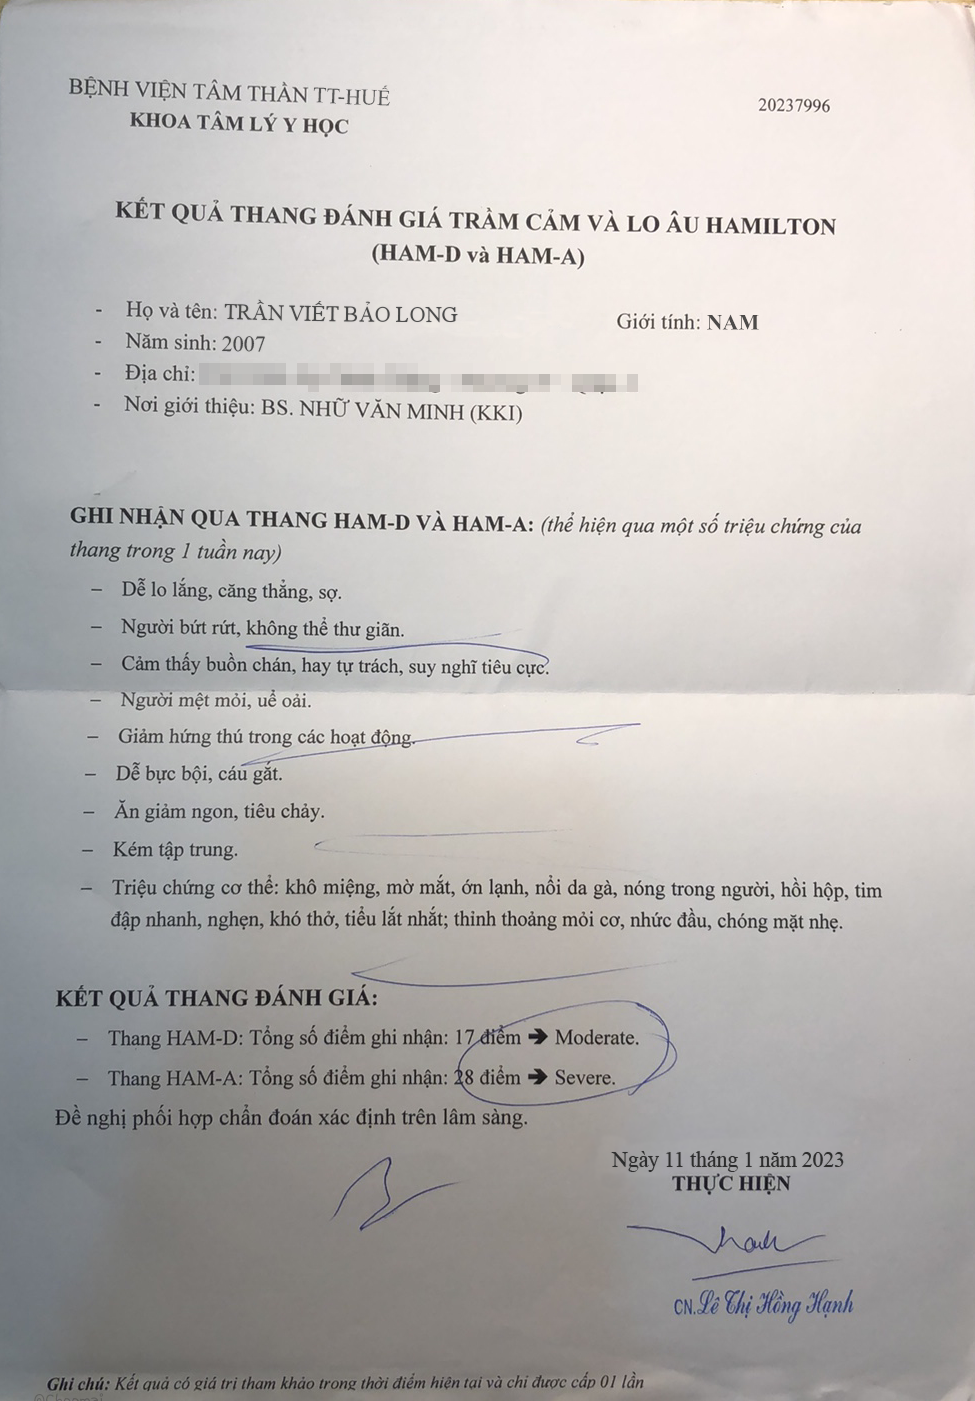 BỆNH VIỆN TÂM THẦN TT-HUẾ
20237996
KHOA TÂM LÝ Y HỌC
KẾT QUẢ THANG ĐÁNH GIÁ TRẦM CẢM VÀ LO ÂU HAMILTON
(HAM-D và HAM-A)
- Họ và tên: TRẦN VIẾT BẢO LONG
Giới tính: NAM
- Năm sinh: 2007
- Địa chỉ:
- Nơi giới thiệu: BS. NHỮ VĂN MINH (KKI)
GHI NHẬN QUA THANG HAM-D VÀ HAM-A: (thể hiện qua một số triệu chứng của
thang trong 1 tuần nay)
– Dễ lo lắng, căng thẳng, sợ.
– Người bứt rứt, không thể thư giãn.
– Cảm thấy buồn chán, hay tự trách, suy nghĩ tiêu cực.
– Người mệt mỏi, uể oải.
– Giảm hứng thú trong các hoạt động.
– Dễ bực bội, cáu gắt.
– Ăn giảm ngon, tiêu chảy.
– Kém tập trung.
– Triệu chứng cơ thể: khô miệng, mờ mắt, ớn lạnh, nổi da gà, nóng trong người, hồi hộp, tim
đập nhanh, nghẹn, khó thở, tiểu lắt nhắt; thỉnh thoảng mỏi cơ, nhức đầu, chóng mặt nhẹ.
KẾT QUẢ THANG ĐÁNH GIÁ:
– Thang HAM-D: Tổng số điểm ghi nhận: 17 điểm ➔ Moderate.
– Thang HAM-A: Tổng số điểm ghi nhận: 28 điểm ➔ Severe.
Đề nghị phối hợp chẩn đoán xác định trên lâm sàng.
Ngày 11 tháng 1 năm 2023
THỰC HIỆN
CN. Lê Thị Hồng Hạnh
Ghi chú: Kết quả có giá trị tham khảo trong thời điểm hiện tại và chỉ được cấp 01 lần